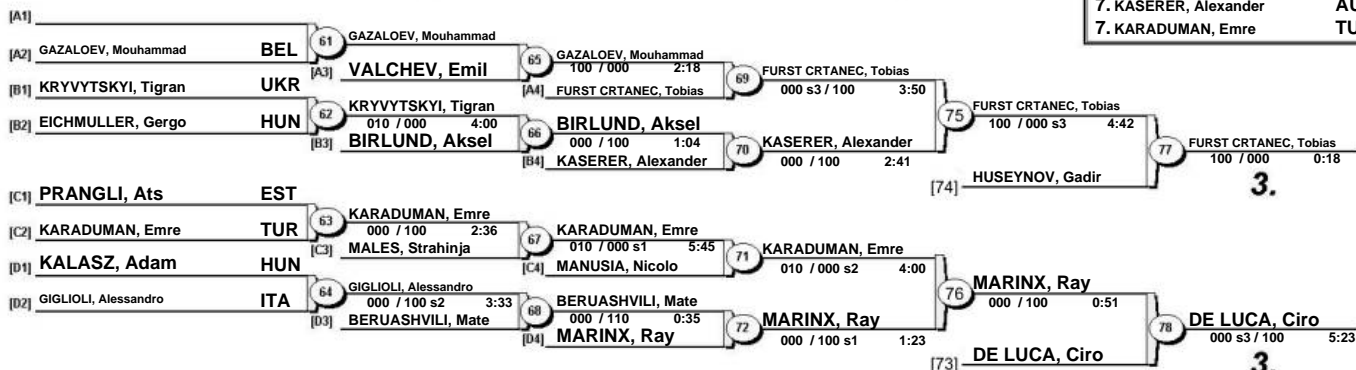 7. KASERER, Alexander AU
7. KARADUMAN, Emre TU
[A1]
[A2] GAZALOEV, Mouhammad BEL
61
GAZALOEV, Mouhammad
[A3] VALCHEV, Emil
65
GAZALOEV, Mouhammad
100 / 000 2:18
[A4] FURST CRTANEC, Tobias
69
FURST CRTANEC, Tobias
000 s3 / 100 3:50
[B1] KRYVYTSKYI, Tigran UKR
[B2] EICHMULLER, Gergo HUN
62
KRYVYTSKYI, Tigran
010 / 000 4:00
[B3] BIRLUND, Aksel
66
BIRLUND, Aksel
000 / 100 1:04
[B4] KASERER, Alexander
70
KASERER, Alexander
000 / 100 2:41
75
FURST CRTANEC, Tobias
100 / 000 s3 4:42
[74] HUSEYNOV, Gadir
77
FURST CRTANEC, Tobias
100 / 000 0:18
3.
[C1] PRANGLI, Ats EST
[C2] KARADUMAN, Emre TUR
63
KARADUMAN, Emre
000 / 100 2:36
[C3] MALES, Strahinja
67
KARADUMAN, Emre
010 / 000 s1 5:45
[C4] MANUSIA, Nicolo
71
KARADUMAN, Emre
010 / 000 s2 4:00
[D1] KALASZ, Adam HUN
[D2] GIGLIOLI, Alessandro ITA
64
GIGLIOLI, Alessandro
000 / 100 s2 3:33
[D3] BERUASHVILI, Mate
68
BERUASHVILI, Mate
000 / 110 0:35
[D4] MARINX, Ray
72
MARINX, Ray
000 / 100 s1 1:23
76
MARINX, Ray
000 / 100 0:51
[73] DE LUCA, Ciro
78
DE LUCA, Ciro
000 s3 / 100 5:23
3.